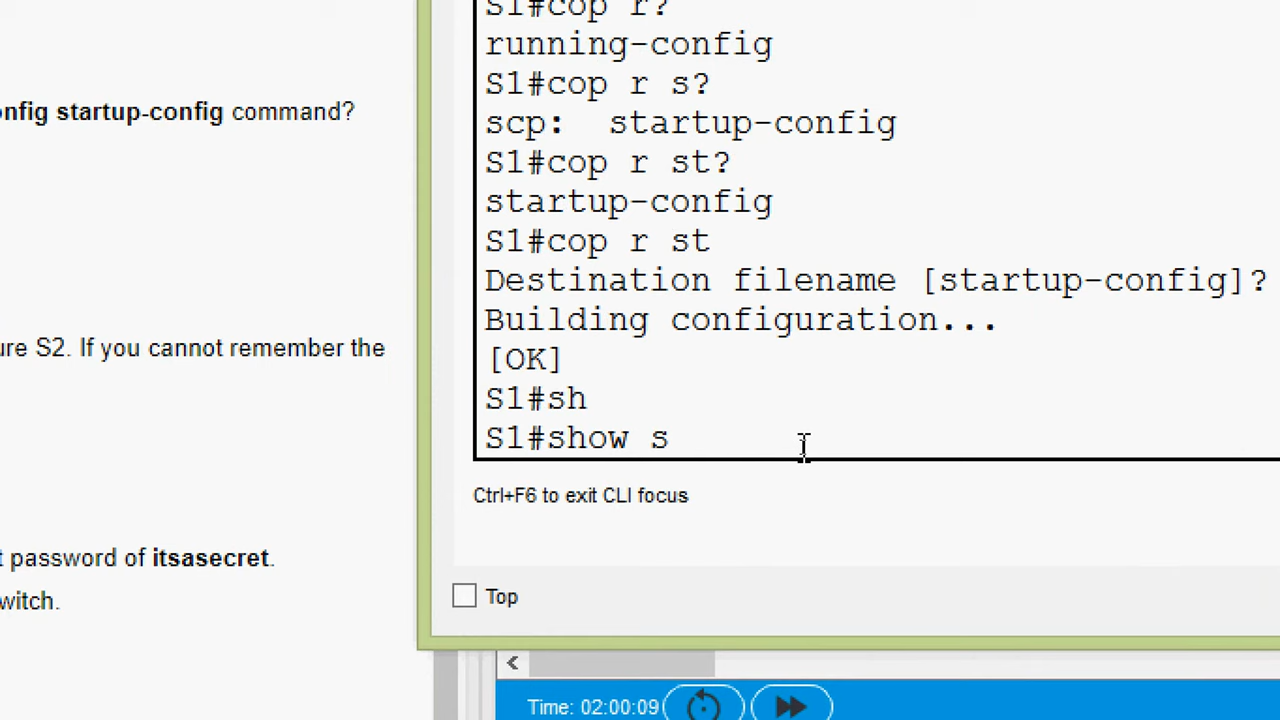 onfig startup-config command?
ure S2. If you cannot remember the
t password of itsasecret.
witch.
S1#cop r?
running-config
S1#cop r s?
scp: startup-config
S1#cop r st?
startup-config
S1#cop r st
Destination filename [startup-config]?
Building configuration...
[OK]
S1#sh
S1#show s
Ctrl+F6 to exit CLI focus
Top
Time: 02:00:09